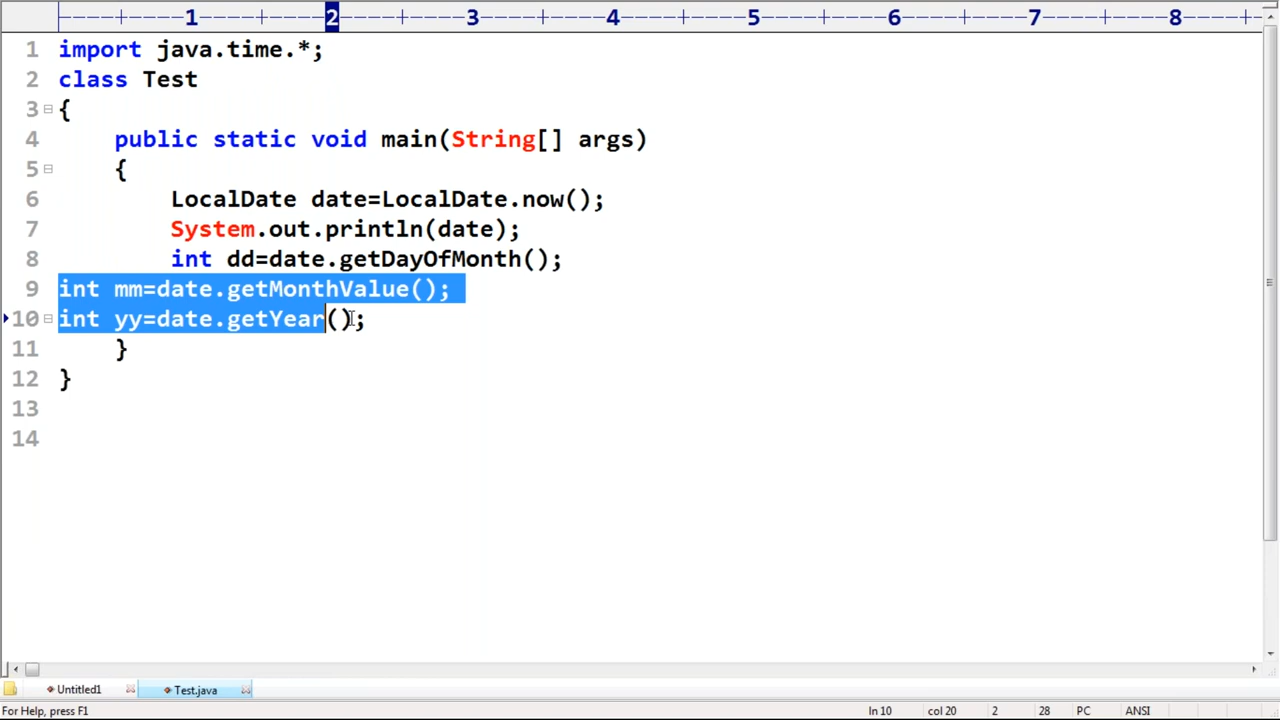 1 2 3 4 5 6 7 8
1 import java.time.*;
2 class Test
3 {
4 public static void main(String[] args)
5 {
6 LocalDate date=LocalDate.now();
7 System.out.println(date);
8 int dd=date.getDayOfMonth();
9 int mm=date.getMonthValue();
10 int yy=date.getYear();
11 }
12 }
13
14
Untitled1 Test.java
For Help, press F1 ln 10 col 20 2 28 PC ANSI